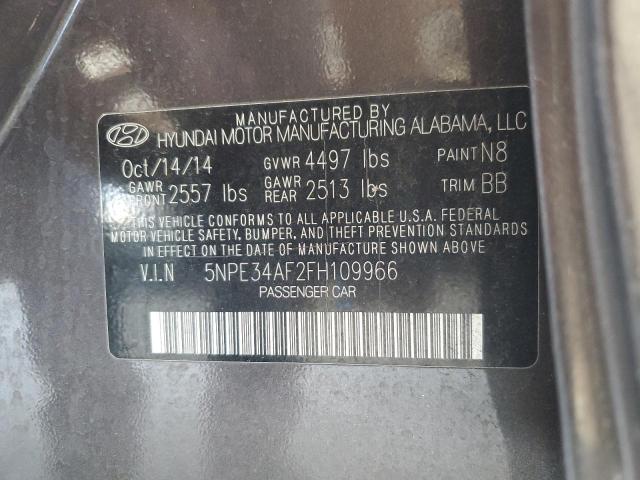 MANUFACTURED BY
HYUNDAI MOTOR MANUFACTURING ALABAMA, LLC
Oct/14/14 GVWR 4497 lbs PAINT N8
GAWR FRONT 2557 lbs GAWR REAR 2513 lbs TRIM BB
THIS VEHICLE CONFORMS TO ALL APPLICABLE U.S.A. FEDERAL
MOTOR VEHICLE SAFETY, BUMPER, AND THEFT PREVENTION STANDARDS
IN EFFECT ON THE DATE OF MANUFACTURE SHOWN ABOVE
V.I.N 5NPE34AF2FH109966
PASSENGER CAR